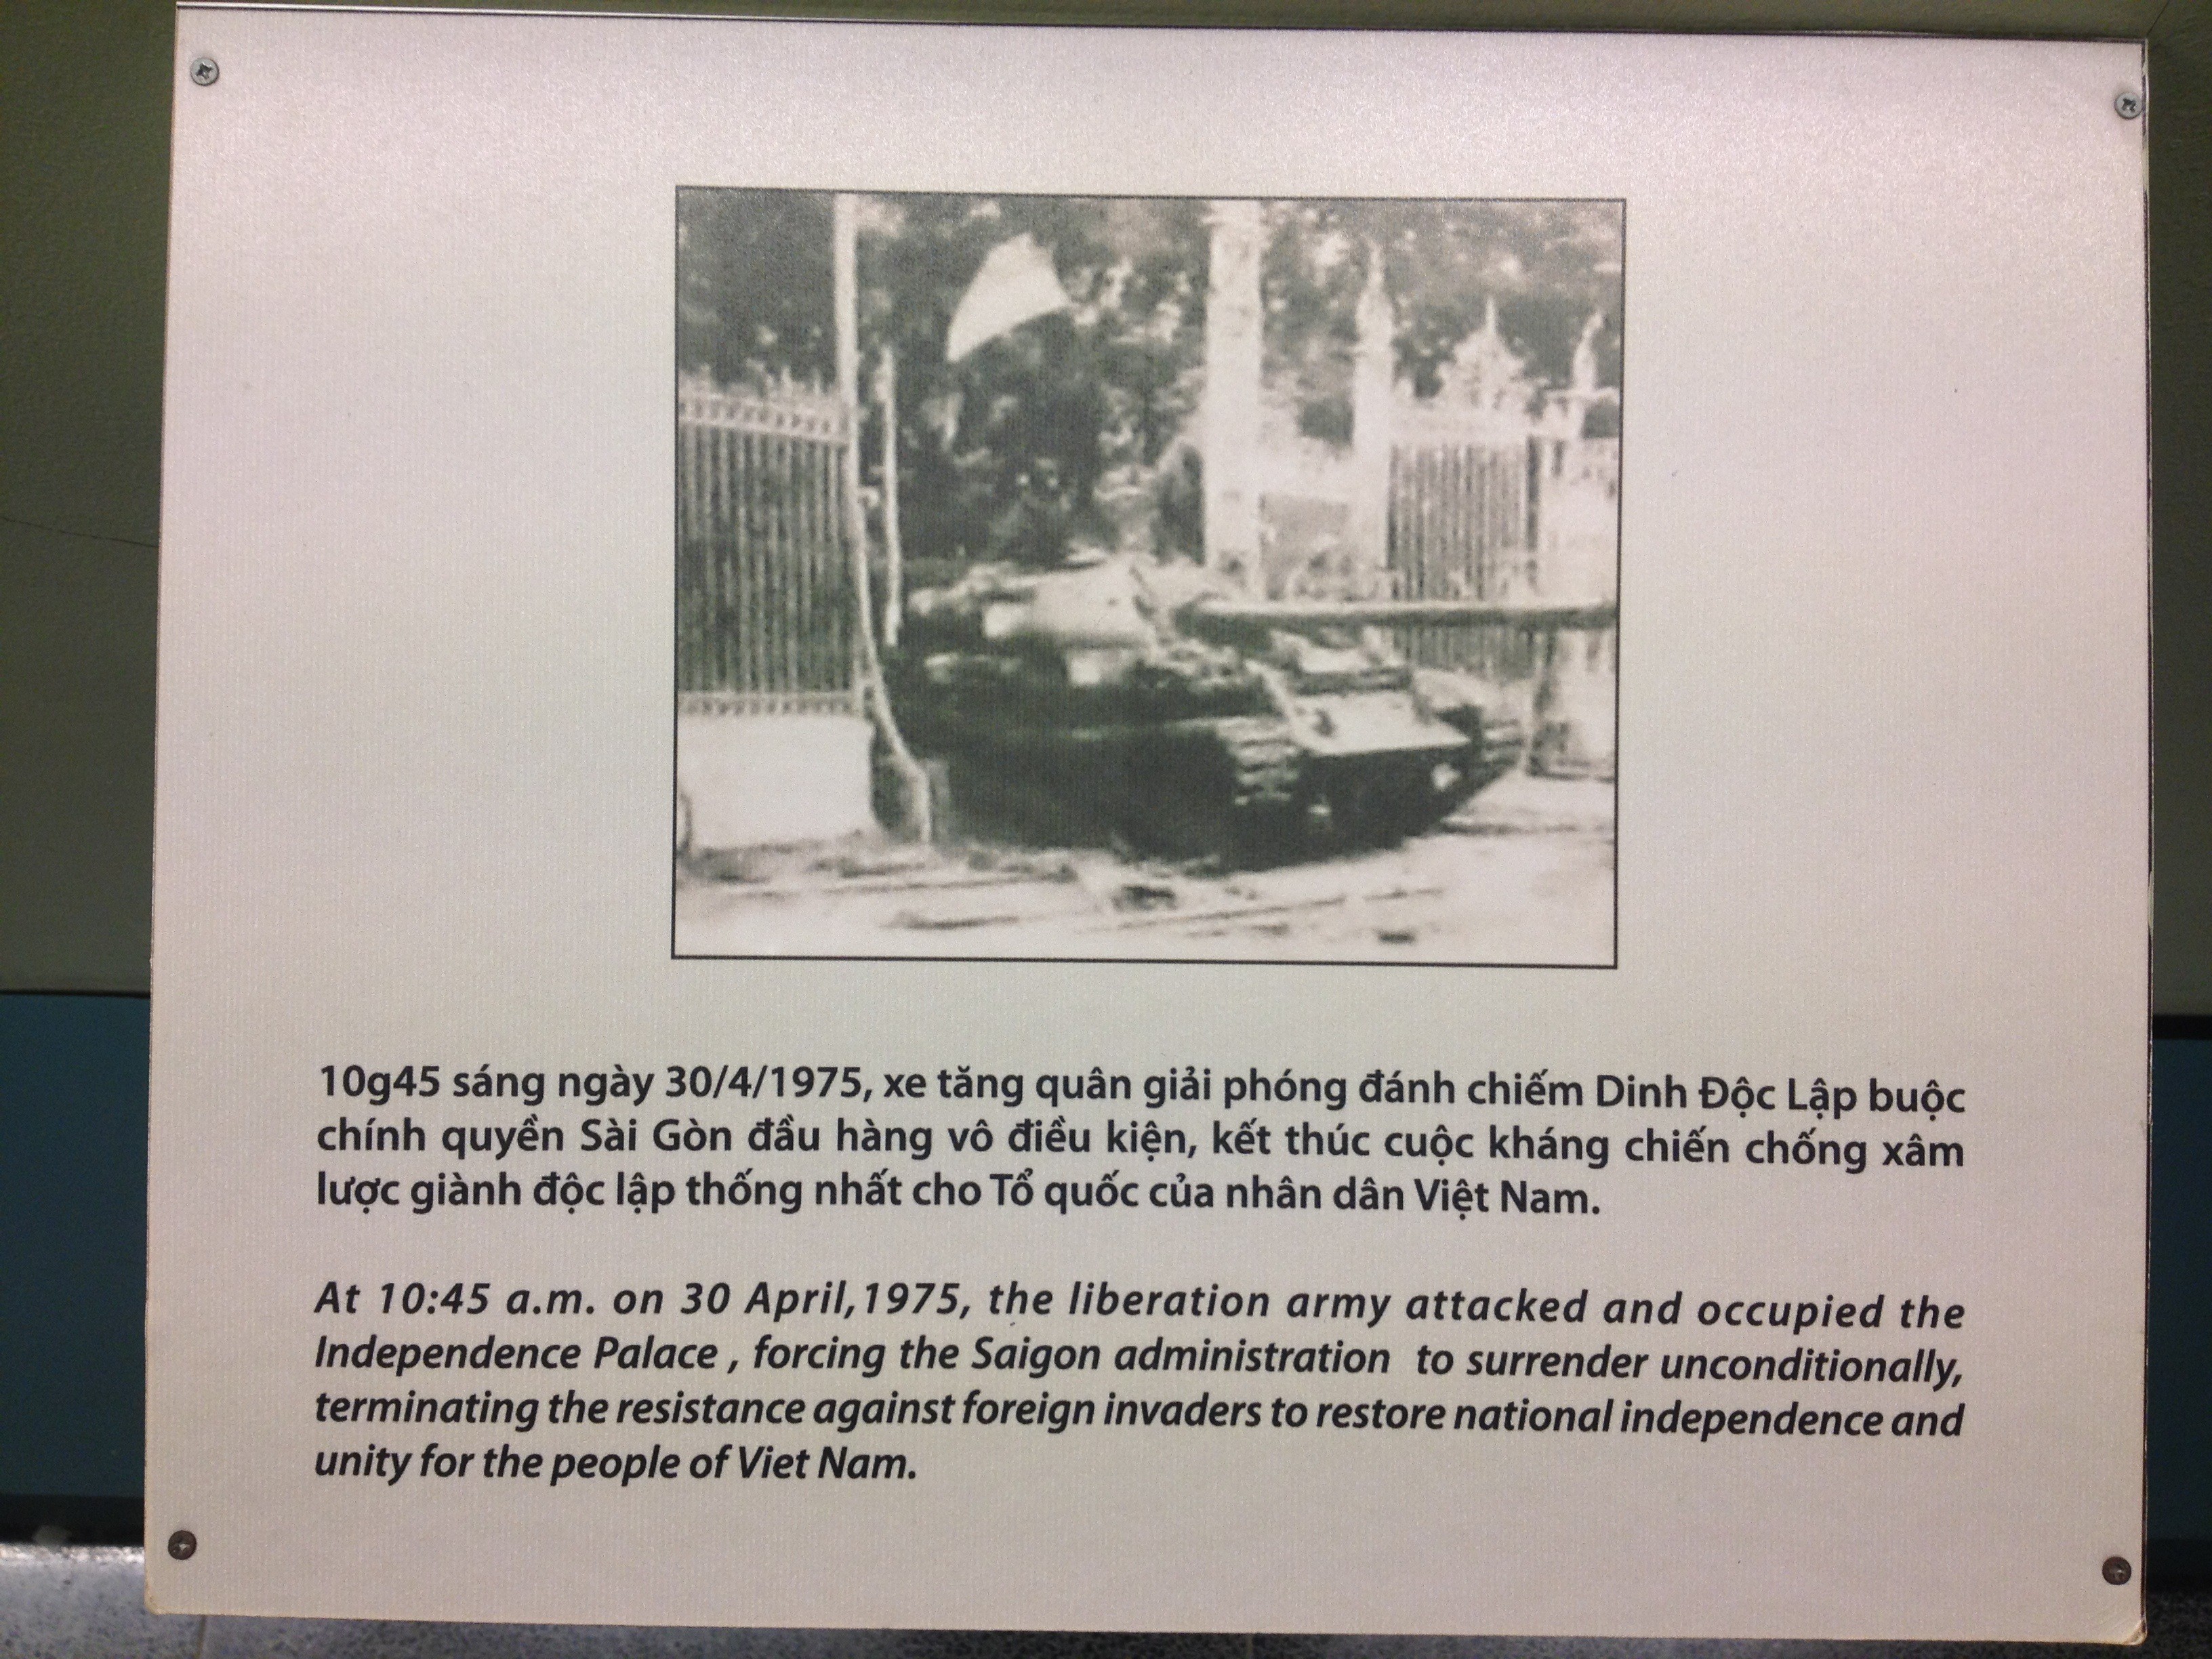 10g45 sáng ngày 30/4/1975, xe tăng quân giải phóng đánh chiếm Dinh Độc Lập buộc
chính quyền Sài Gòn đầu hàng vô điều kiện, kết thúc cuộc kháng chiến chống xâm
lược giành độc lập thống nhất cho Tổ quốc của nhân dân Việt Nam.
At 10:45 a.m. on 30 April,1975, the liberation army attacked and occupied the
Independence Palace , forcing the Saigon administration to surrender unconditionally,
terminating the resistance against foreign invaders to restore national independence and
unity for the people of Viet Nam.